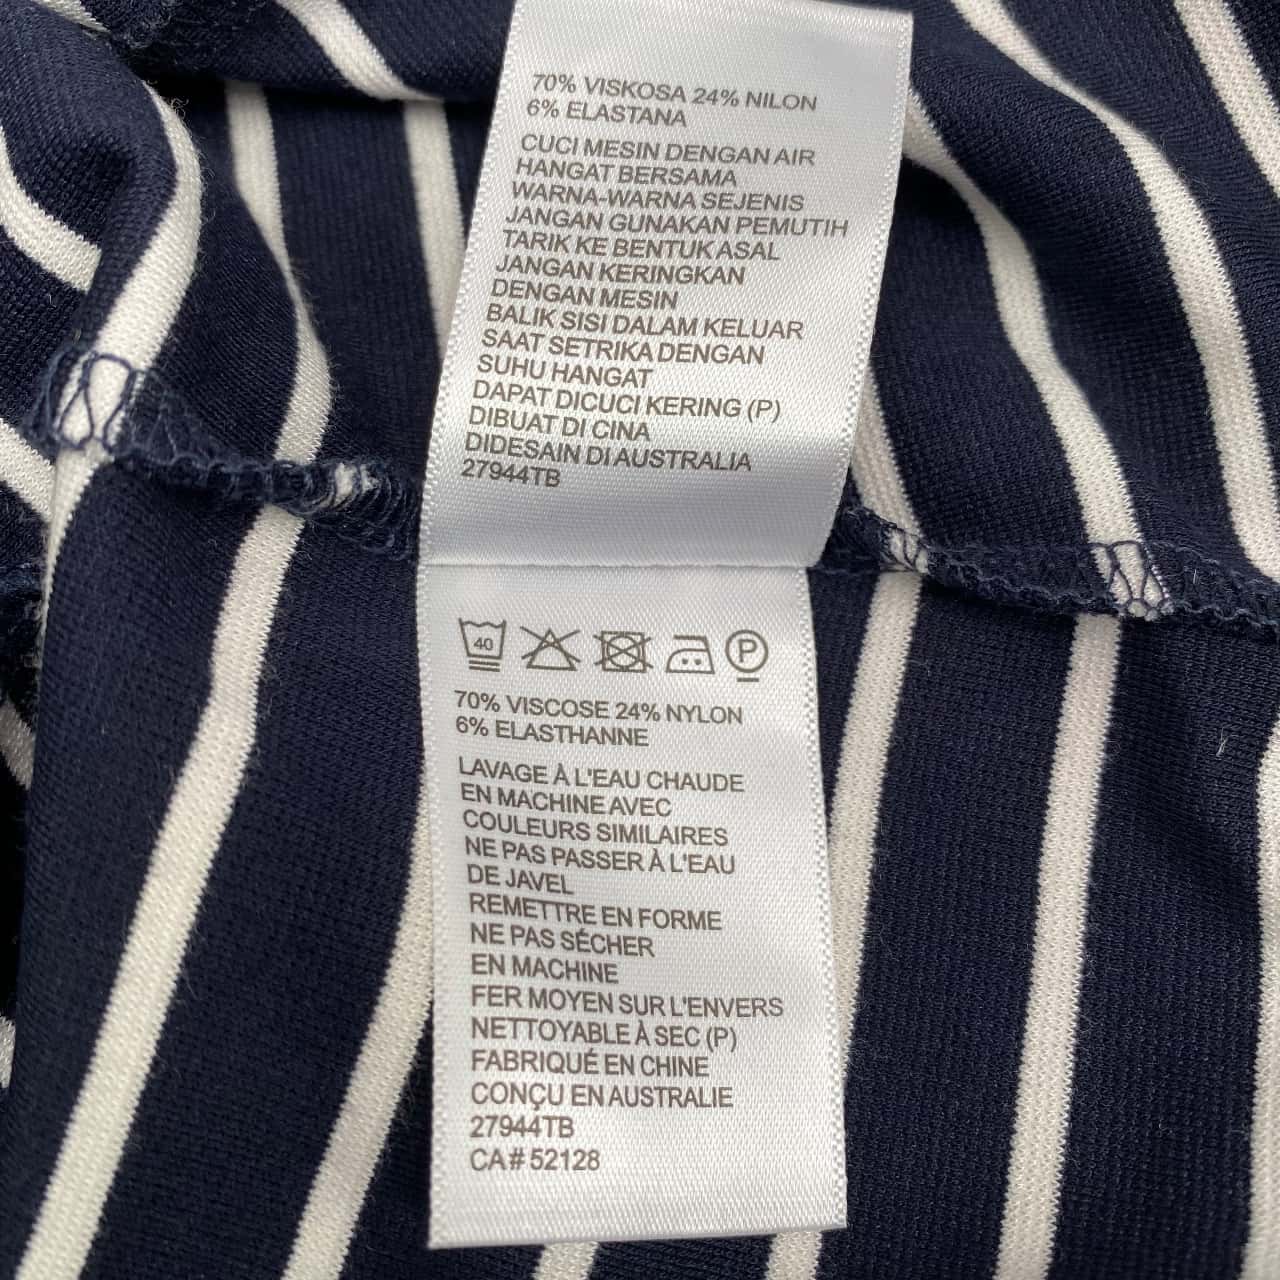 70% VISKOSA 24% NILON
6% ELASTANA
CUCI MESIN DENGAN AIR
HANGAT BERSAMA
WARNA-WARNA SEJENIS
JANGAN GUNAKAN PEMUTIH
TARIK KE BENTUK ASAL
JANGAN KERINGKAN
DENGAN MESIN
BALIK SISI DALAM KELUAR
SAAT SETRIKA DENGAN
SUHU HANGAT
DAPAT DICUCI KERING (P)
DIBUAT DI CINA
DIDESAIN DI AUSTRALIA
27944TB
40 P
70% VISCOSE 24% NYLON
6% ELASTHANNE
LAVAGE À L'EAU CHAUDE
EN MACHINE AVEC
COULEURS SIMILAIRES
NE PAS PASSER À L'EAU
DE JAVEL
REMETTRE EN FORME
NE PAS SÉCHER
EN MACHINE
FER MOYEN SUR L'ENVERS
NETTOYABLE À SEC (P)
FABRIQUÉ EN CHINE
CONÇU EN AUSTRALIE
27944TB
CA# 52128